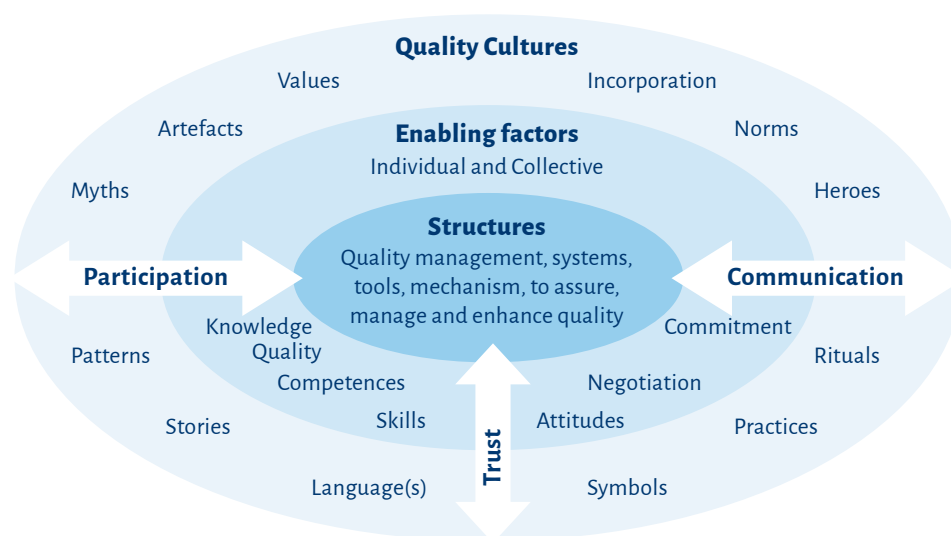 Quality Cultures
Values
Incorporation
Artefacts
Norms
Enabling factors
Individual and Collective
Myths
Heroes
Structures
Quality management, systems,
tools, mechanism, to assure,
manage and enhance quality
Participation
Communication
Knowledge
Quality
Commitment
Patterns
Rituals
Competences
Negotiation
Skills
Attitudes
Stories
Practices
Trust
Language(s)
Symbols